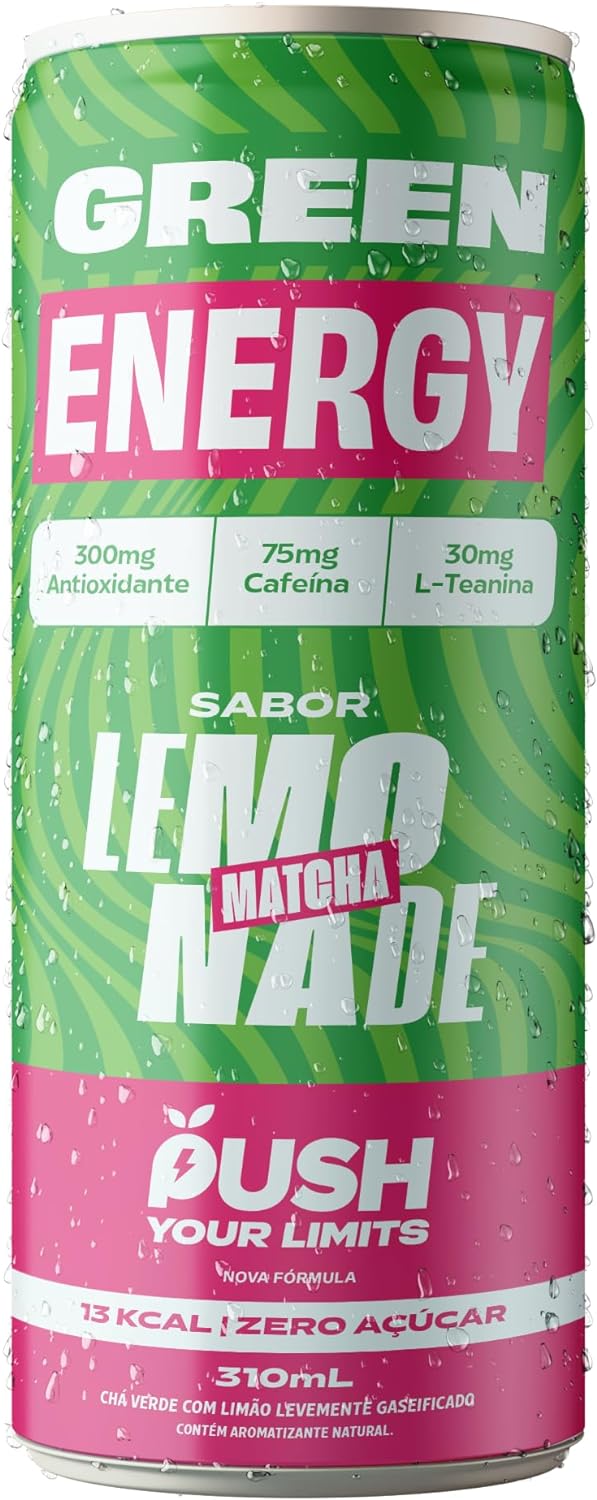 GREEN
ENERGY
300mg
Antioxidante
75mg
Cafeína
30mg
L-Teanina
SABOR
LEMO
MATCHA
NADE
PUSH
YOUR LIMITS
NOVA FÓRMULA
13 KCAL | ZERO AÇÚCAR
310mL
CHÁ VERDE COM LIMÃO LEVEMENTE GASEIFICADO
CONTÉM AROMATIZANTE NATURAL.